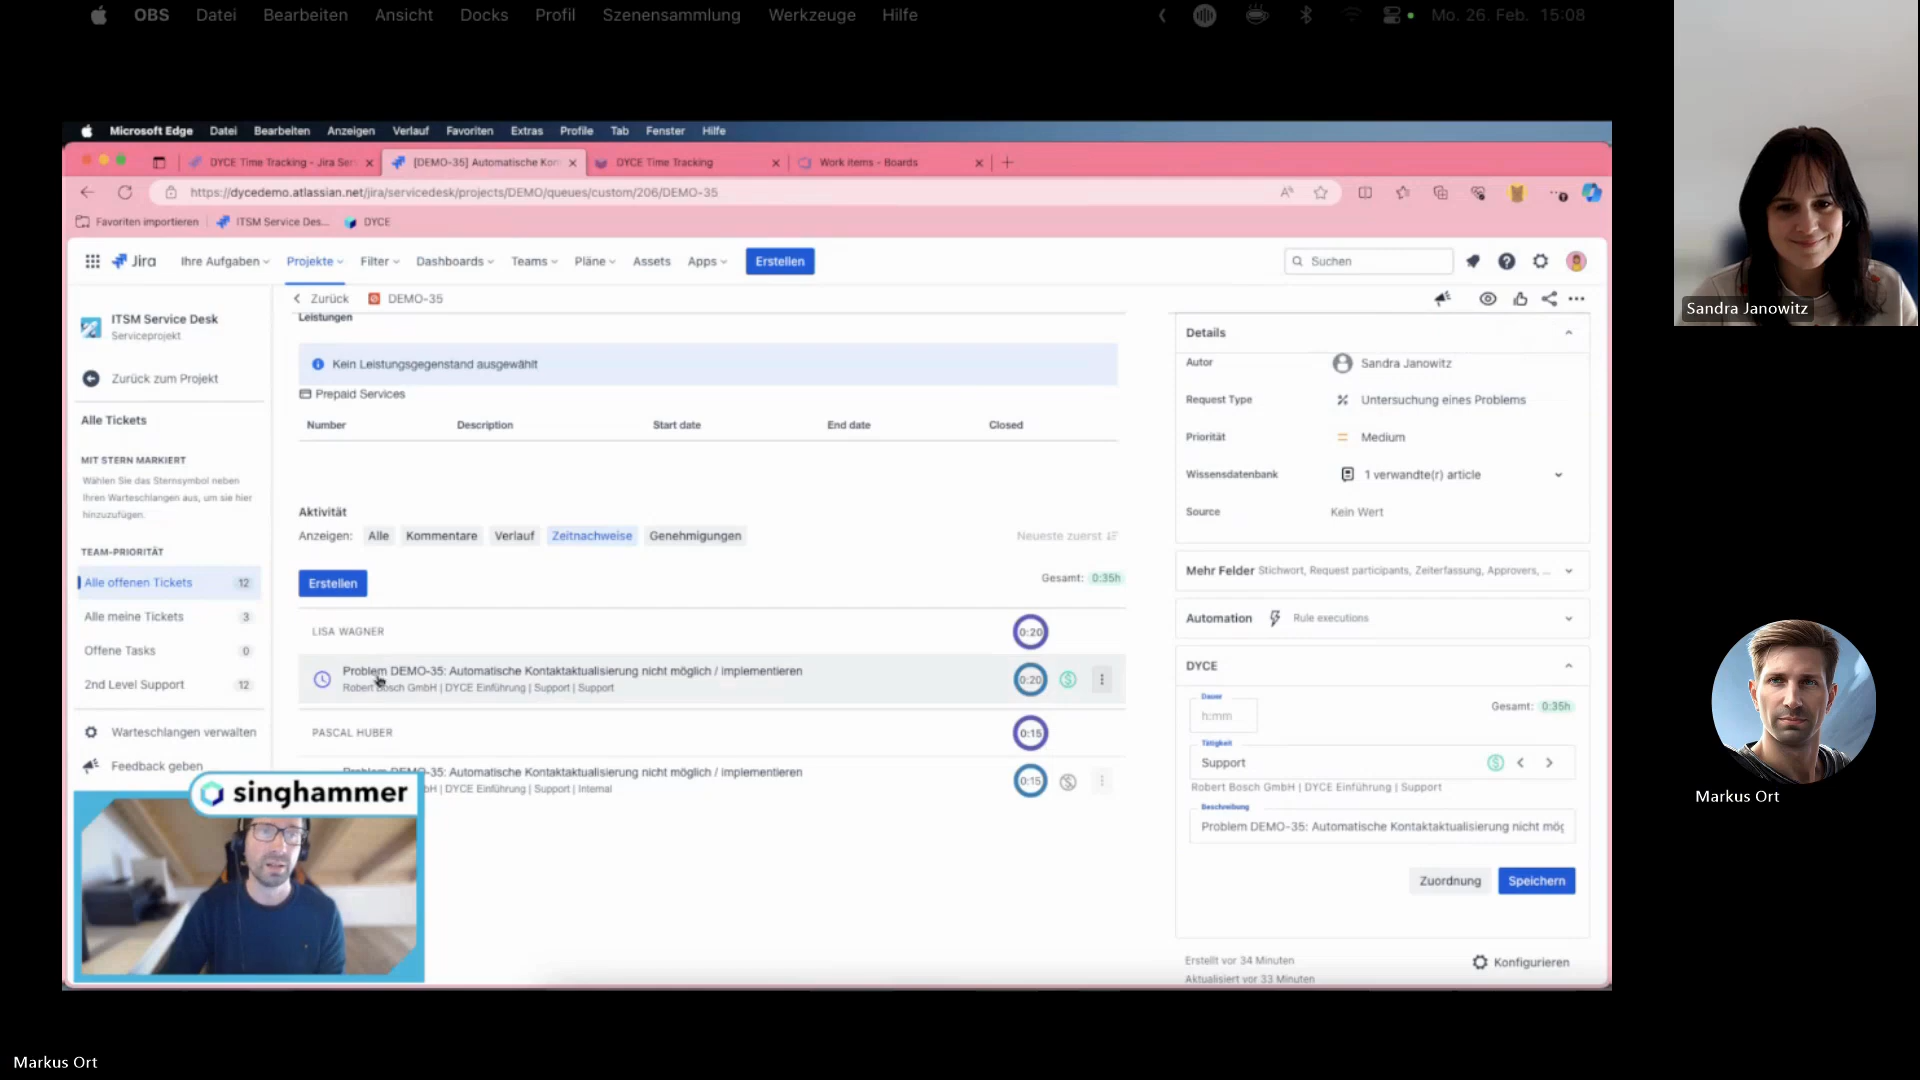 OBS Datei Bearbeiten Ansicht Docks Profil Szenensammlung Werkzeuge Hilfe Mo. 26. Feb. 15:08
Microsoft Edge Datei Bearbeiten Anzeigen Verlauf Favoriten Extras Profile Tab Fenster Hilfe
DYCE Time Tracking - Jira Ser [DEMO-35] Automatische Kon DYCE Time Tracking Work items - Boards
https://dycedemo.atlassian.net/jira/servicedesk/projects/DEMO/queues/custom/206/DEMO-35
Favoriten importieren ITSM Service Des... DYCE
Jira Ihre Aufgaben Projekte Filter Dashboards Teams Pläne Assets Apps Erstellen Suchen
ITSM Service Desk
Serviceprojekt
Zurück zum Projekt
Alle Tickets
MIT STERN MARKIERT
Wählen Sie das Sternsymbol neben
Ihren Warteschlangen aus, um sie hier
hinzuzufügen.
TEAM-PRIORITÄT
Alle offenen Tickets 12
Alle meine Tickets 3
Offene Tasks 0
2nd Level Support 12
Warteschlangen verwalten
Feedback geben
Zurück DEMO-35
Leistungen
Kein Leistungsgegenstand ausgewählt
Prepaid Services
Number Description Start date End date Closed
Aktivität
Anzeigen: Alle Kommentare Verlauf Zeitnachweise Genehmigungen Neueste zuerst
Erstellen Gesamt: 0:35h
LISA WAGNER 0:20
Problem DEMO-35: Automatische Kontaktaktualisierung nicht möglich / implementieren 0:20
Robert Bosch GmbH | DYCE Einführung | Support | Support
PASCAL HUBER 0:15
-35: Automatische Kontaktaktualisierung nicht möglich / implementieren 0:15
| DYCE Einführung | Support | Internal
Details
Autor Sandra Janowitz
Request Type Untersuchung eines Problems
Priorität Medium
Wissensdatenbank 1 verwandte(r) article
Source Kein Wert
Mehr Felder Stichwort, Request participants, Zeiterfassung, Approvers, ...
Automation Rule executions
DYCE
Dauer
h:mm Gesamt: 0:35h
Tätigkeit
Support
Robert Bosch GmbH | DYCE Einführung | Support
Beschreibung
Problem DEMO-35: Automatische Kontaktaktualisierung nicht mög
Zuordnung Speichern
Erstellt vor 34 Minuten Konfigurieren
Aktualisiert vor 33 Minuten
singhammer
Sandra Janowitz
Markus Ort
Markus Ort